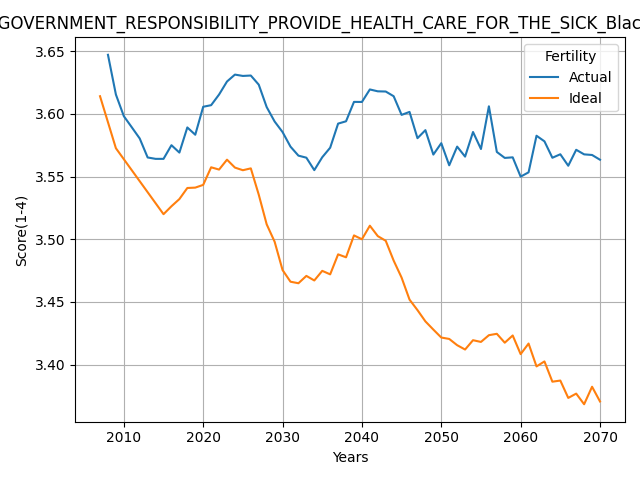 GOVERNMENT_RESPONSIBILITY_PROVIDE_HEALTH_CARE_FOR_THE_SICK_Blac
Fertility
Actual
Ideal
3.65
3.60
3.55
3.50
3.45
3.40
Score(1-4)
2010 2020 2030 2040 2050 2060 2070
Years